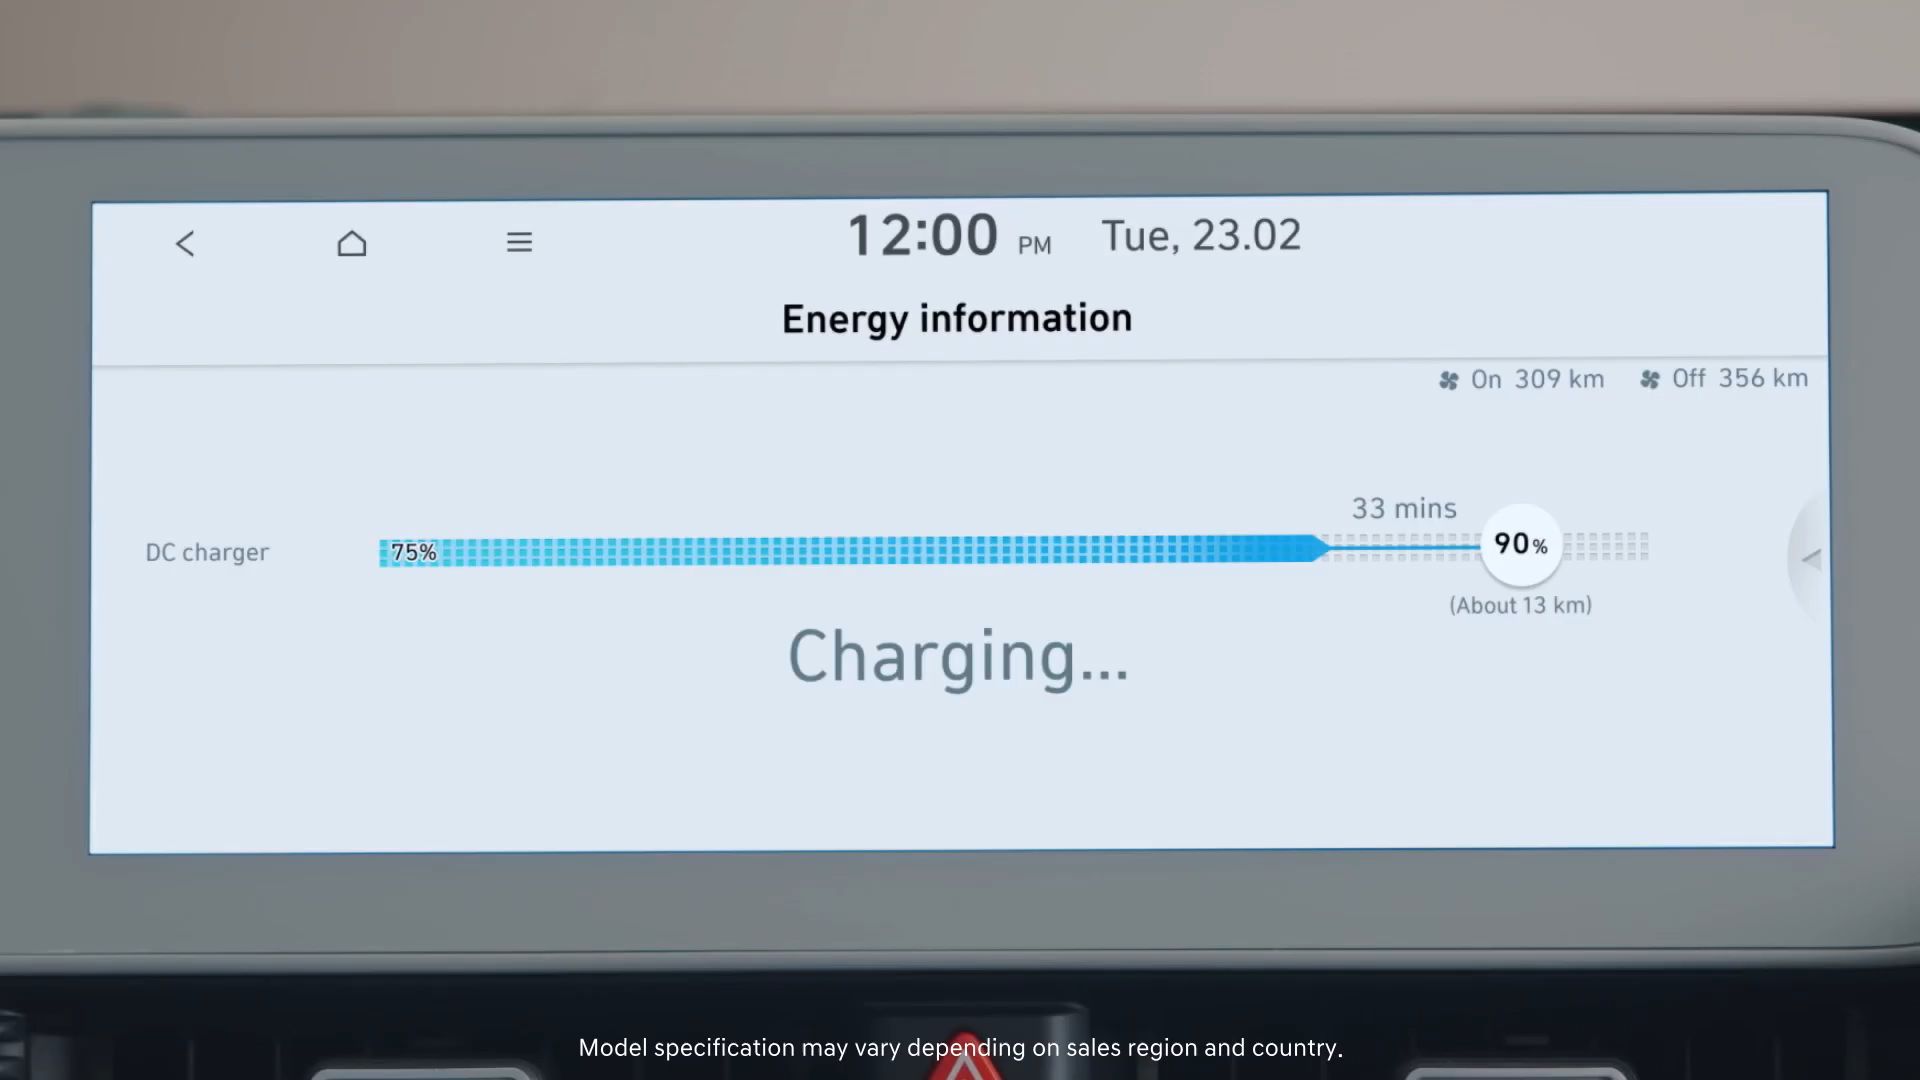 12:00 PM Tue, 23.02
Energy information
On 309 km Off 356 km
33 mins
DC charger 75% 90%
(About 13 km)
Charging...
Model specification may vary depending on sales region and country.